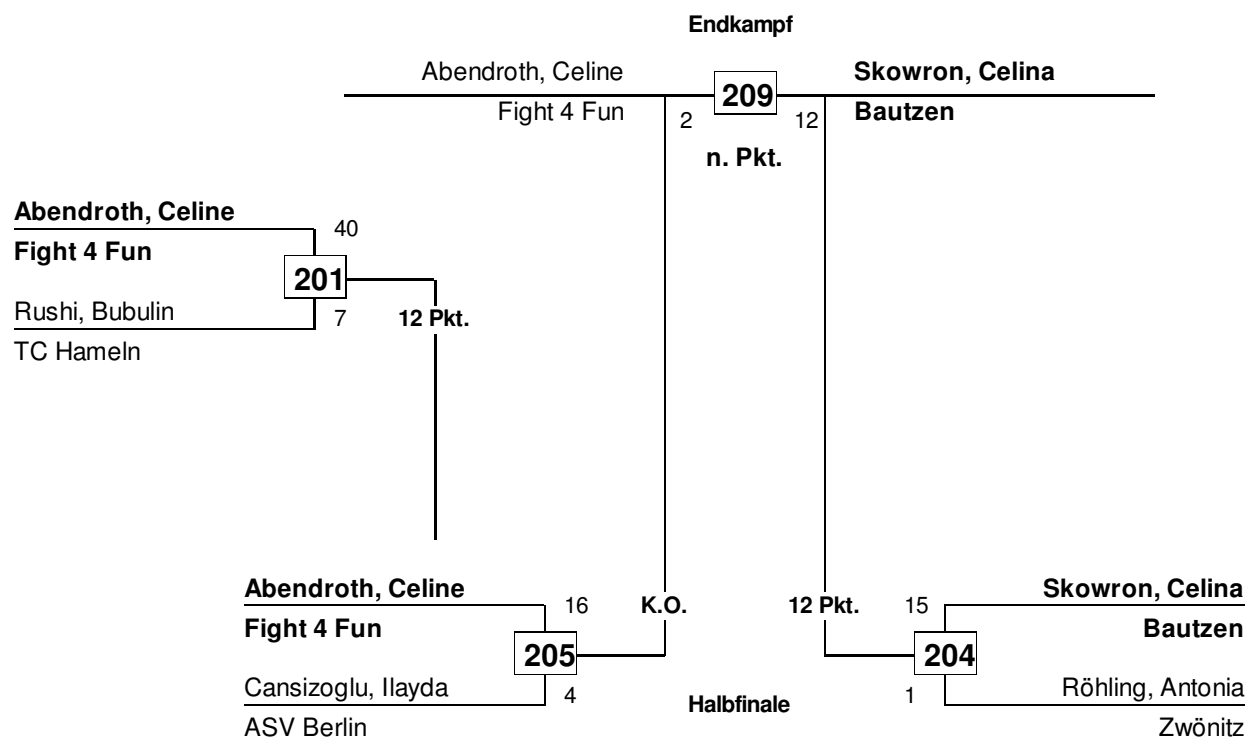 Endkampf
Abendroth, Celine
Fight 4 Fun
2
209
12
n. Pkt.
Skowron, Celina
Bautzen
Abendroth, Celine
Fight 4 Fun
40
201
Rushi, Bubulin
TC Hameln
7
12 Pkt.
Abendroth, Celine
Fight 4 Fun
16
205
Cansizoglu, Ilayda
ASV Berlin
4
K.O.
12 Pkt.
Halbfinale
15
Skowron, Celina
Bautzen
204
1
Röhling, Antonia
Zwönitz